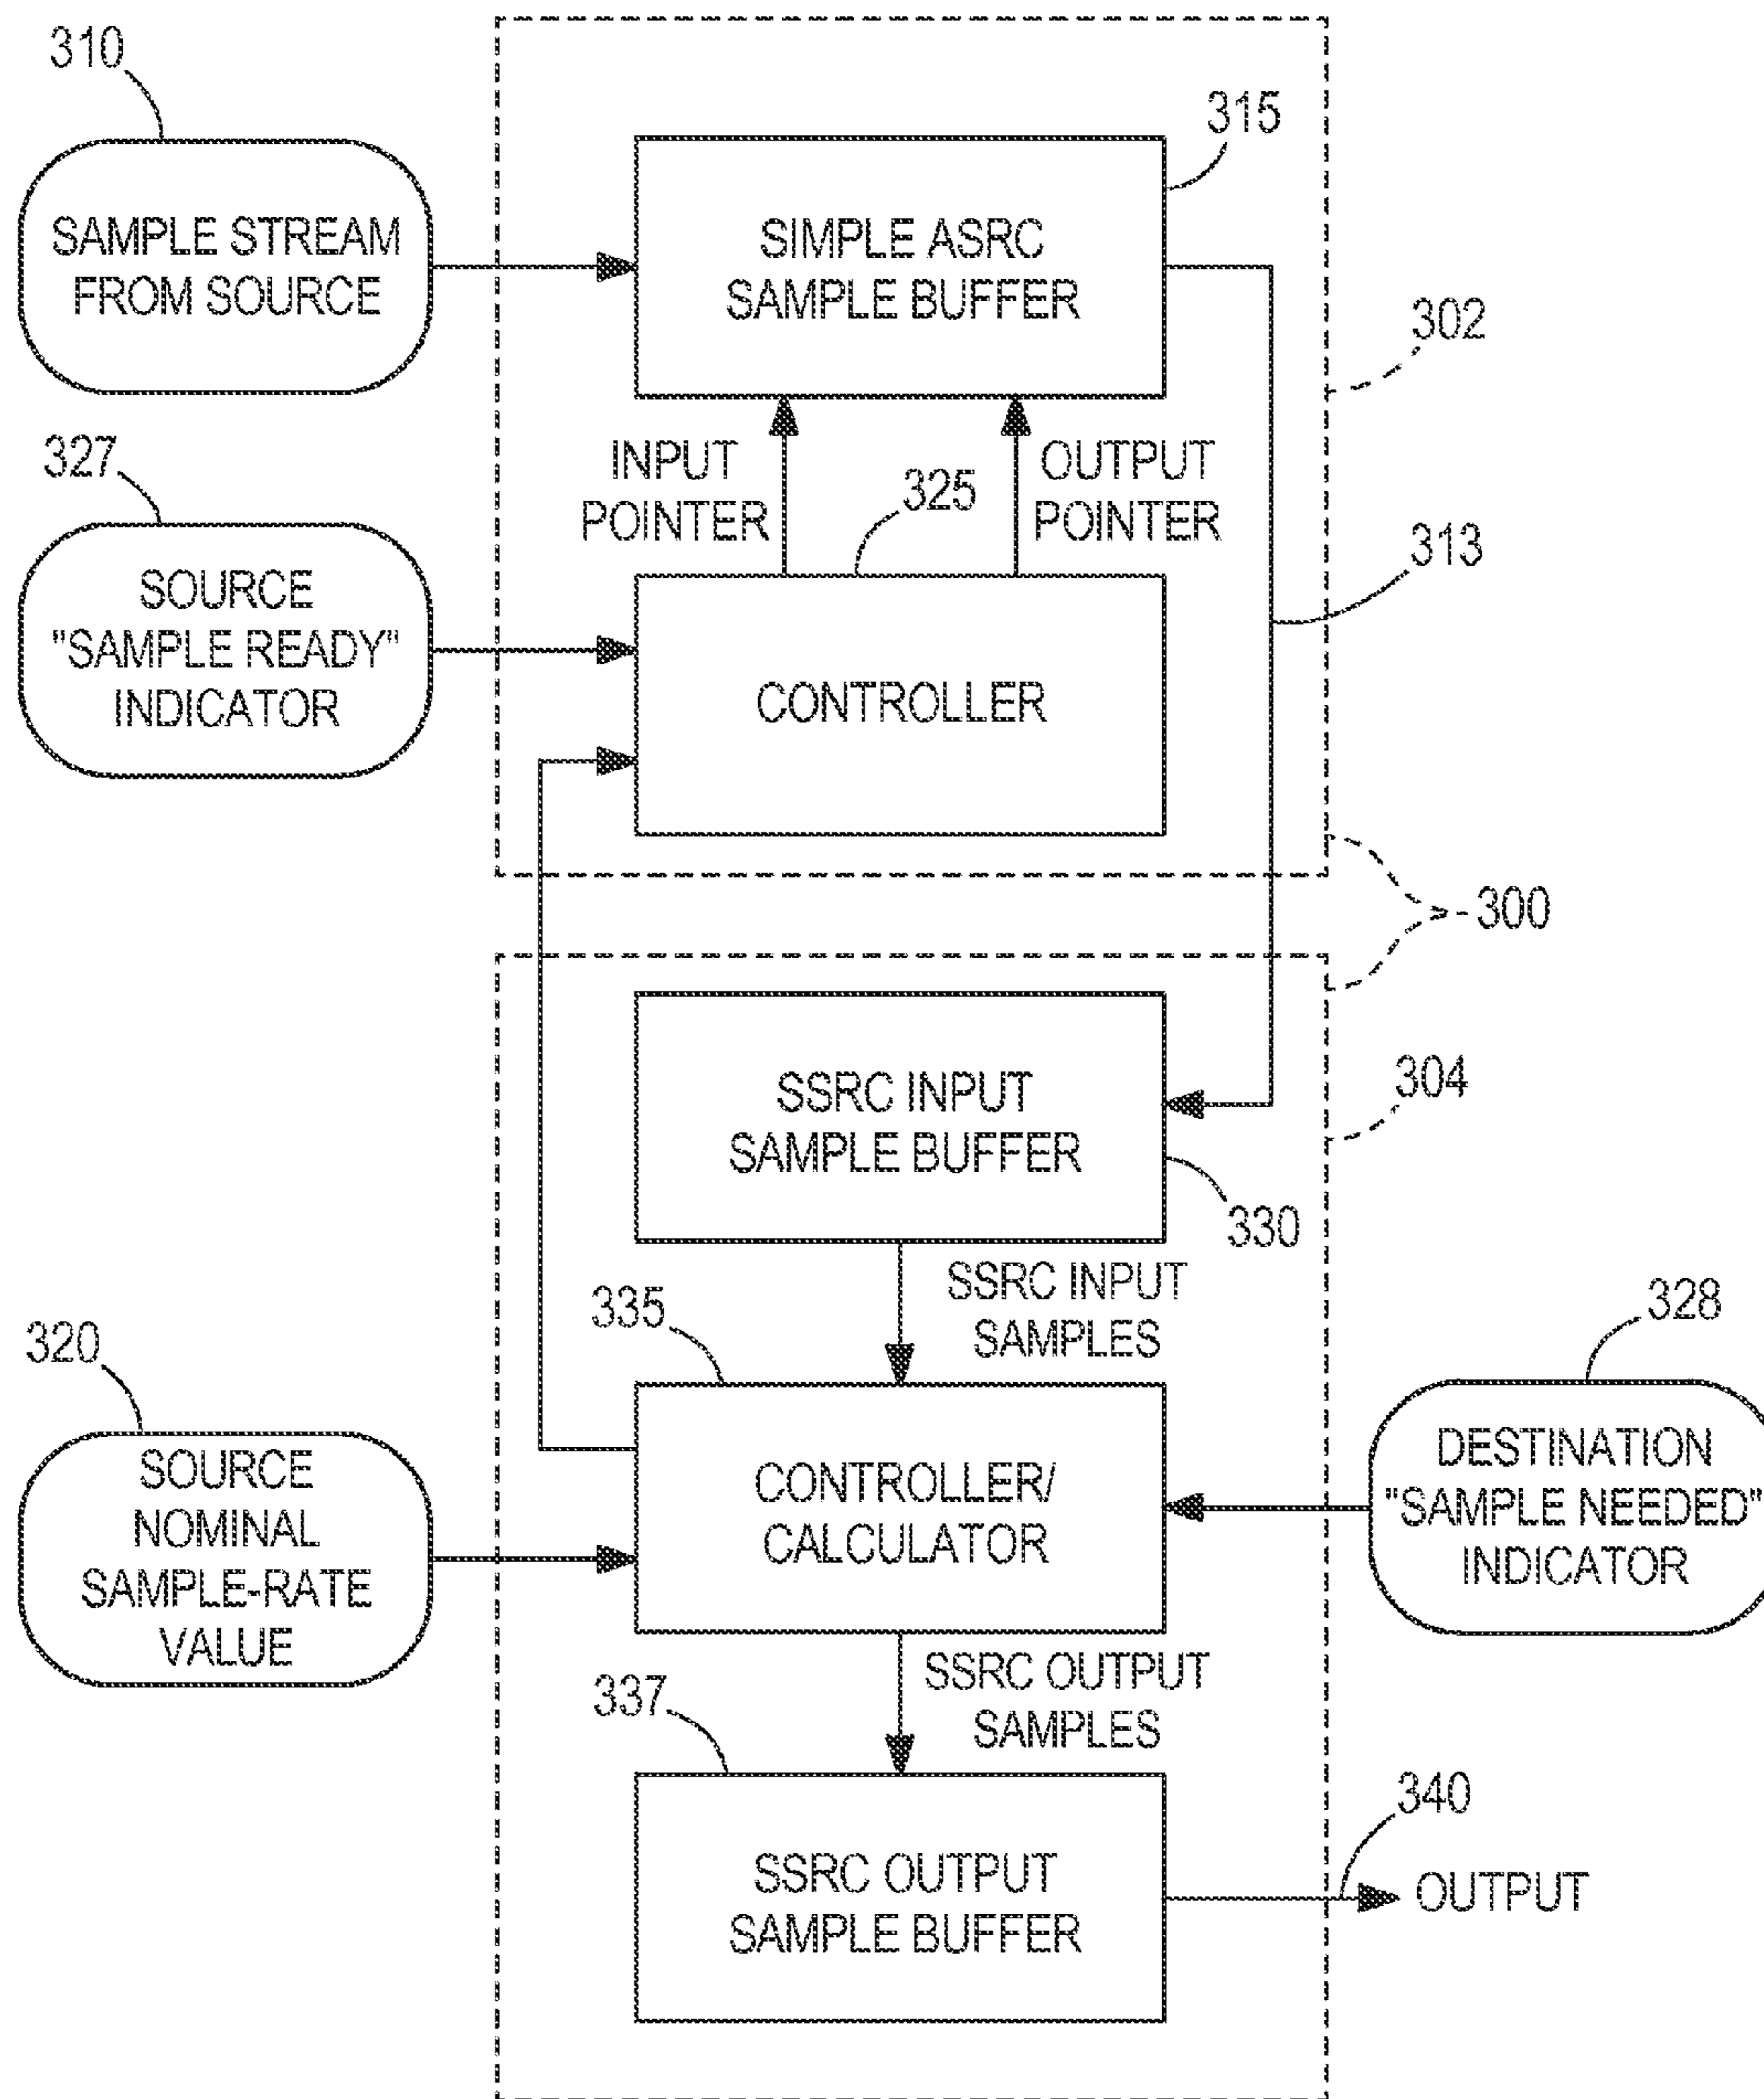 310
SAMPLE STREAM
FROM SOURCE
315
SIMPLE ASRC
SAMPLE BUFFER
302
327
SOURCE
"SAMPLE READY"
INDICATOR
INPUT
POINTER
325
OUTPUT
POINTER
313
CONTROLLER
300
SSRC INPUT
SAMPLE BUFFER
304
330
SSRC INPUT
SAMPLES
335
328
320
SOURCE
NOMINAL
SAMPLE-RATE
VALUE
CONTROLLER/
CALCULATOR
DESTINATION
"SAMPLE NEEDED"
INDICATOR
SSRC OUTPUT
SAMPLES
337
SSRC OUTPUT
SAMPLE BUFFER
340
OUTPUT